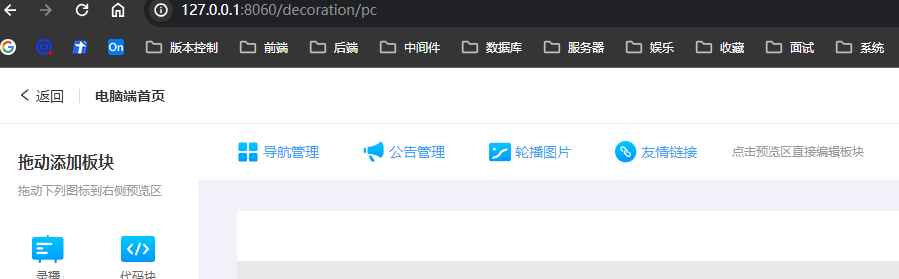 127.0.0.1:8060/decoration/pc
G On 版本控制 前端 后端 中间件 数据库 服务器 娱乐 收藏 面试 系统
返回 电脑端首页
导航管理 公告管理 轮播图片 友情链接 点击预览区直接编辑板块
拖动添加板块
拖动下列图标到右侧预览区
录播 代码块